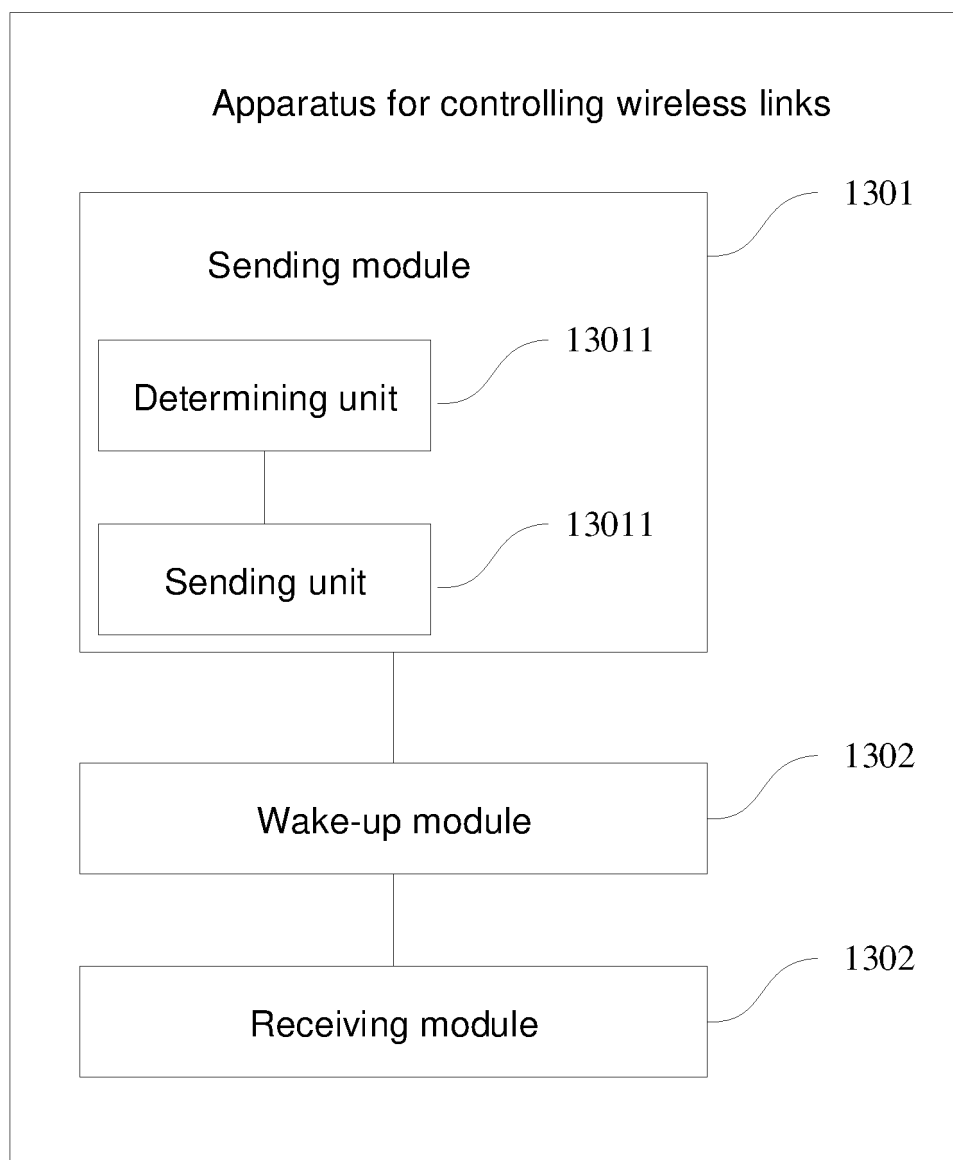 Apparatus for controlling wireless links
1301
Sending module
13011
Determining unit
13011
Sending unit
1302
Wake-up module
1302
Receiving module